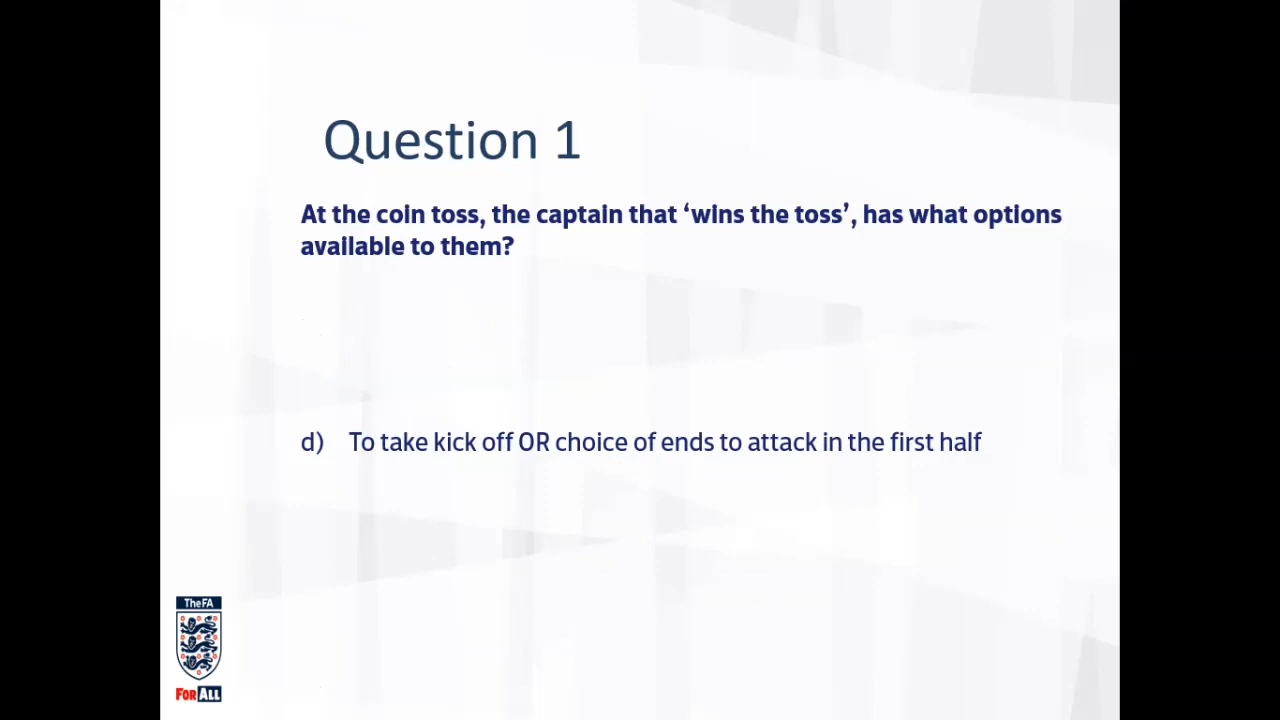 Question 1
At the coin toss, the captain that ‘wins the toss’, has what options
available to them?
d) To take kick off OR choice of ends to attack in the first half
TheFA
FOR ALL